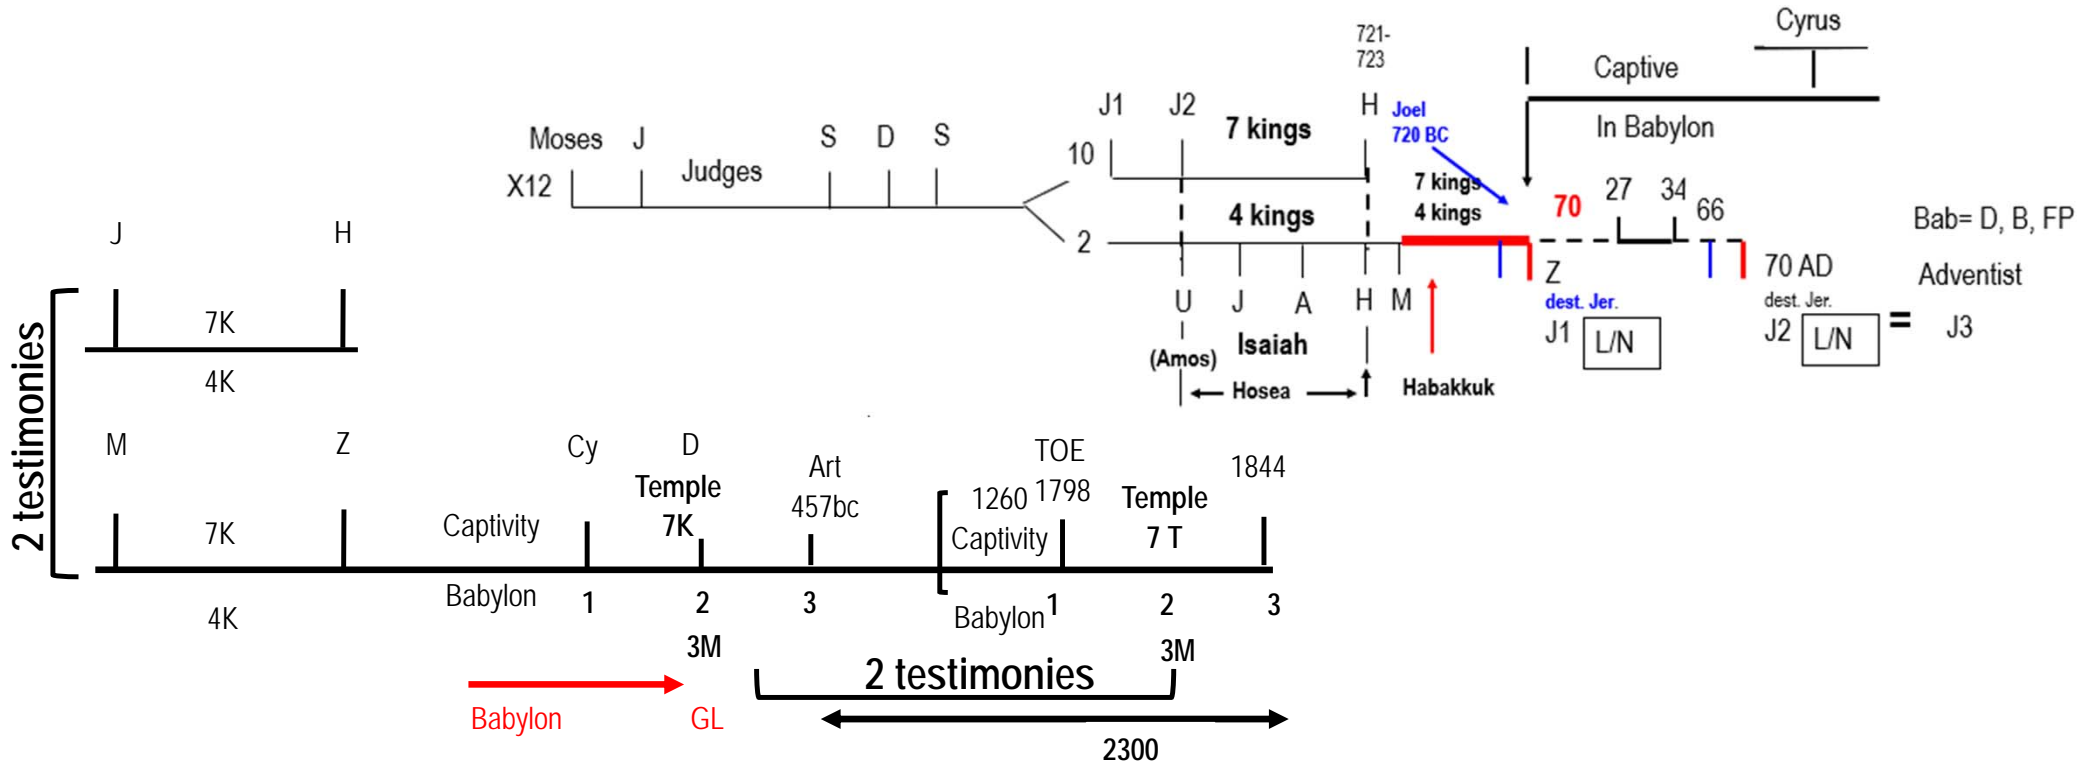 Cyrus
721-
723
Captive
J1
J2
H
Joel
720 BC
In Babylon
Moses
J
Judges
S
D
S
7 kings
10
X12
7 kings
4 kings
4 kings
2
70
27
34
66
Bab= D, B, FP
Adventist
U
J
A
H
M
Z
dest. Jer.
J1
L/N
70 AD
dest. Jer.
J2
L/N
=
J3
(Amos)
Isaiah
Hosea
Habakkuk
2 testimonies
J
H
7K
4K
M
Z
7K
4K
Captivity
Babylon
Cy
1
D
Temple
7K
2
3M
Art
457bc
3
1260
Captivity
Babylon
TOE
1798
1
Temple
7 T
2
3M
1844
3
2 testimonies
Babylon
GL
2300